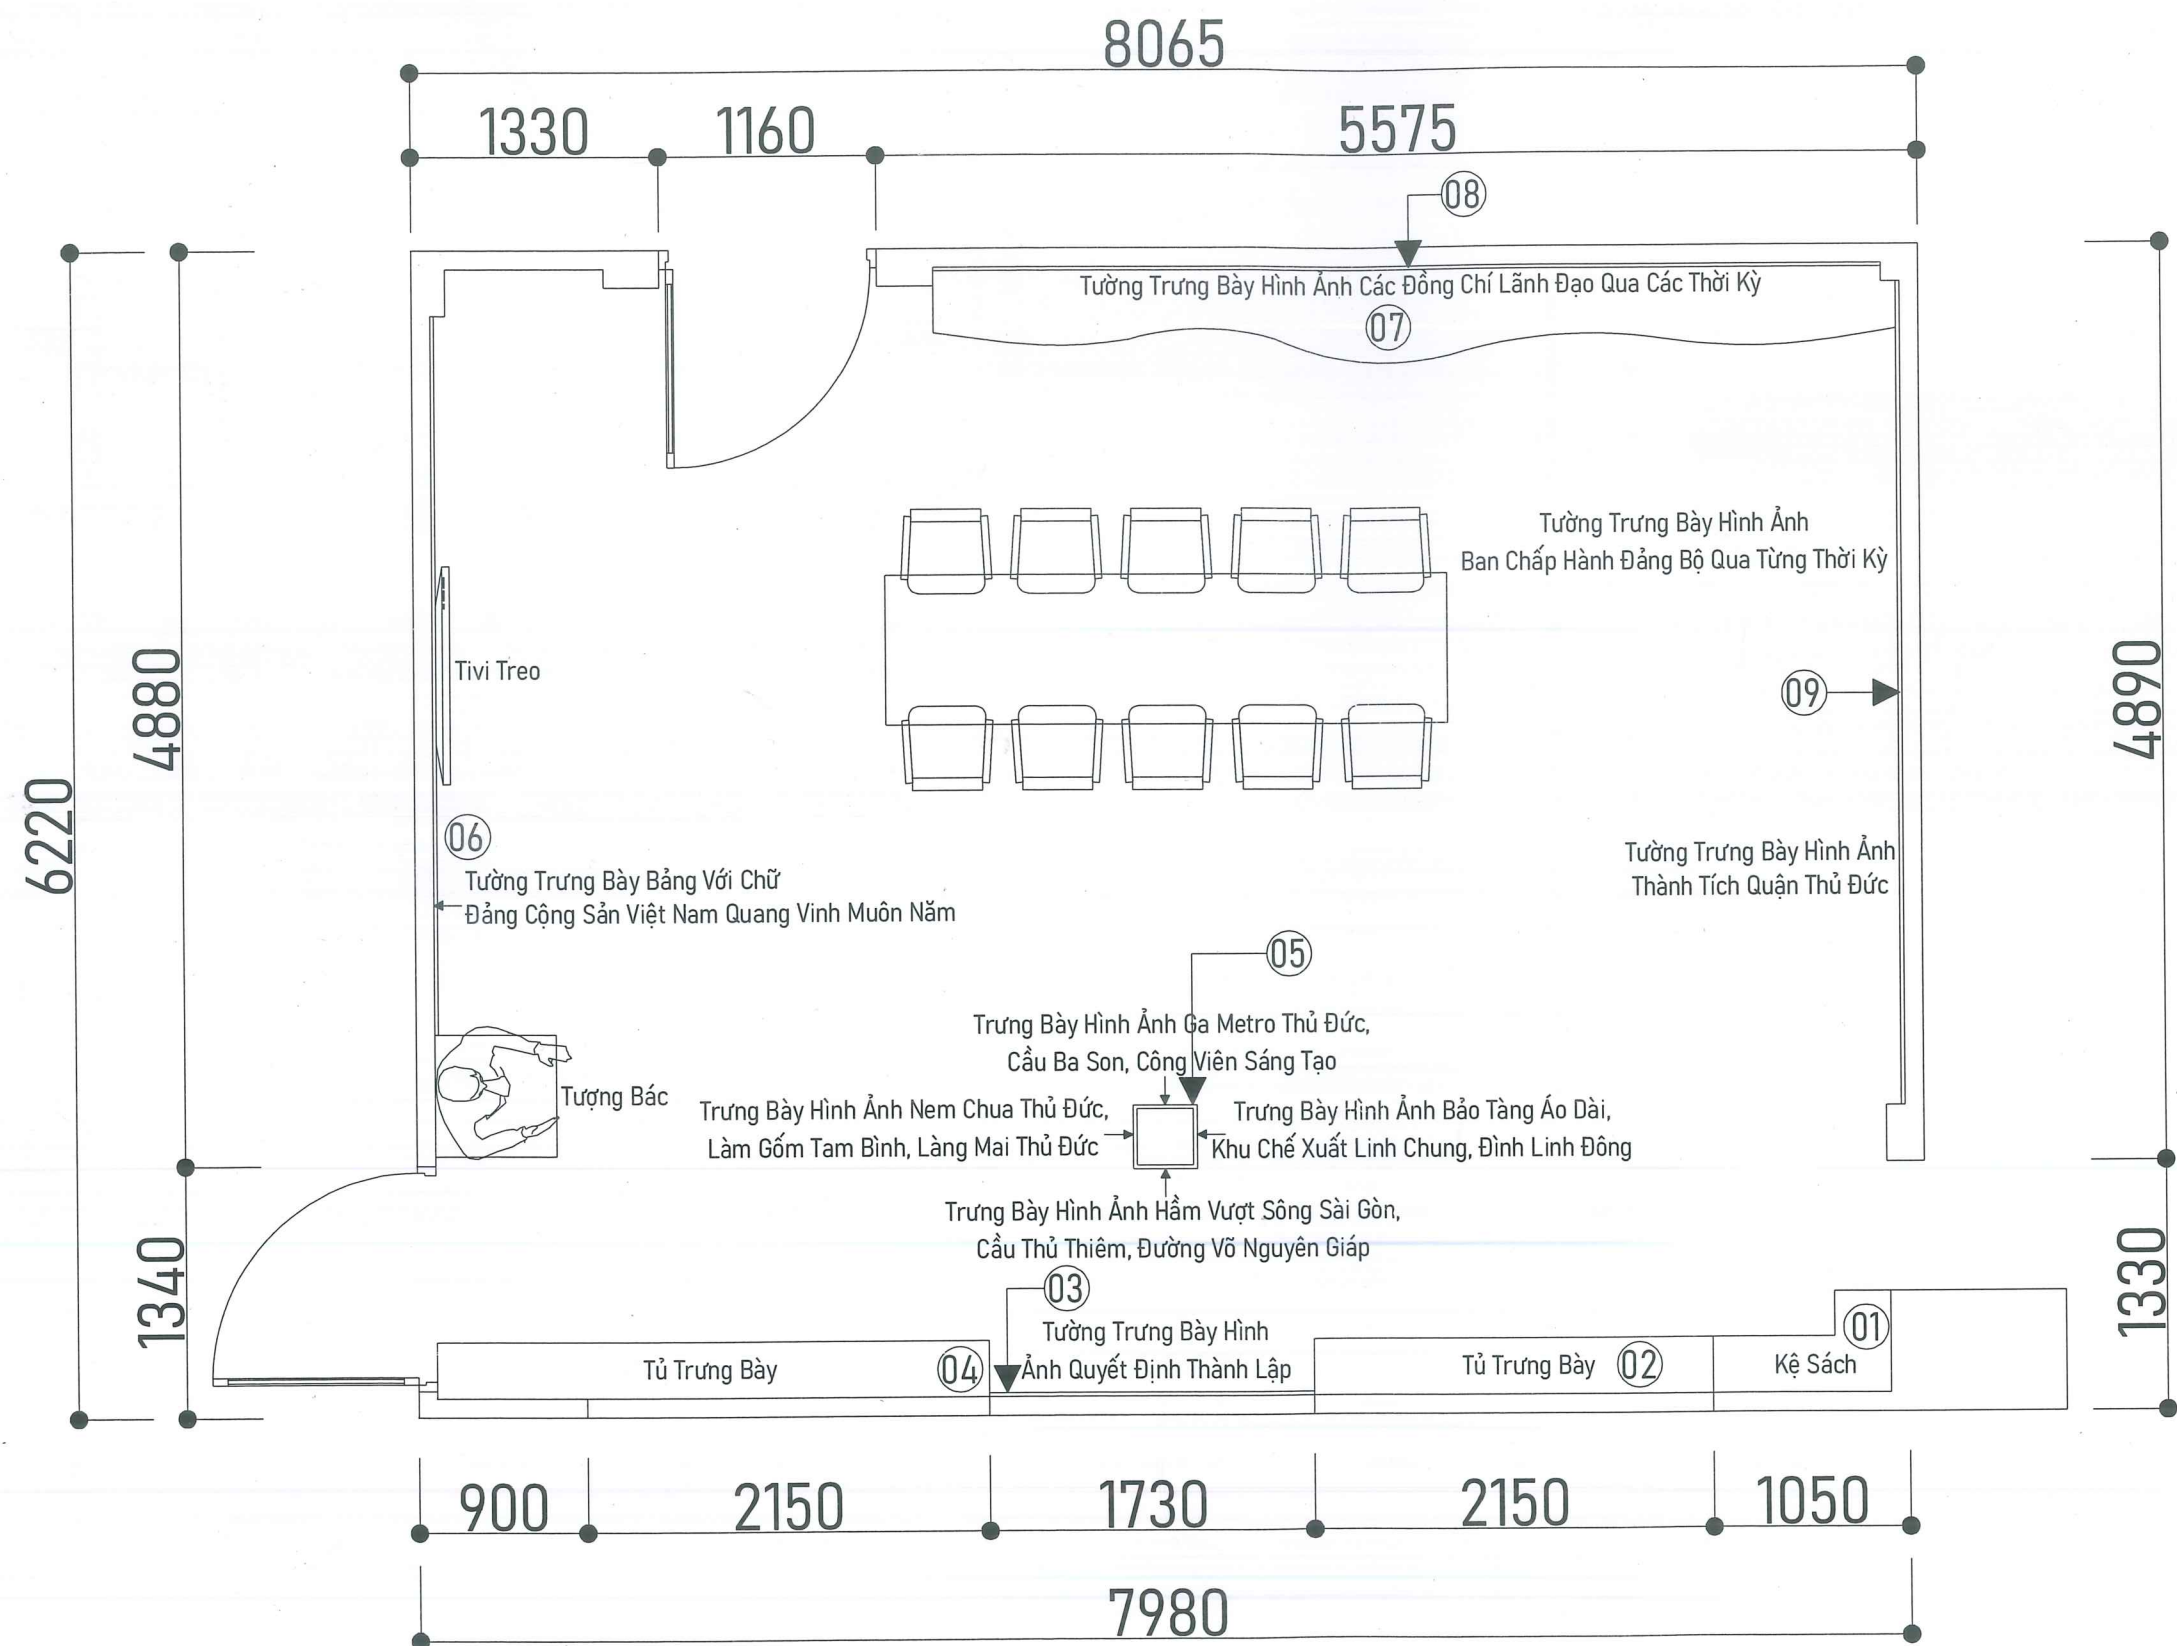 8065
1330
1160
5575
08
Tường Trưng Bày Hình Ảnh Các Đồng Chí Lãnh Đạo Qua Các Thời Kỳ
07
Tường Trưng Bày Hình Ảnh
Ban Chấp Hành Đảng Bộ Qua Từng Thời Kỳ
6220
4880
Tivi Treo
09
4890
06
Tường Trưng Bày Bảng Với Chữ
Đảng Cộng Sản Việt Nam Quang Vinh Muôn Năm
Tường Trưng Bày Hình Ảnh
Thành Tích Quận Thủ Đức
05
Trưng Bày Hình Ảnh Ga Metro Thủ Đức,
Cầu Ba Son, Công Viên Sáng Tạo
Tượng Bác
Trưng Bày Hình Ảnh Nem Chua Thủ Đức,
Làm Gốm Tam Bình, Làng Mai Thủ Đức
Trưng Bày Hình Ảnh Bảo Tàng Áo Dài,
Khu Chế Xuất Linh Chung, Đình Linh Đông
Trưng Bày Hình Ảnh Hầm Vượt Sông Sài Gòn,
Cầu Thủ Thiêm, Đường Võ Nguyên Giáp
1340
1330
03
Tường Trưng Bày Hình
Ảnh Quyết Định Thành Lập
Tủ Trưng Bày
04
Tủ Trưng Bày
02
01
Kệ Sách
900
2150
1730
2150
1050
7980